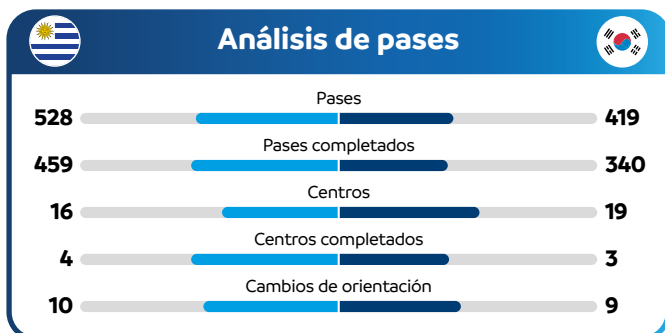 Análisis de pases
Pases
528 419
Pases completados
459 340
Centros
16 19
Centros completados
4 3
Cambios de orientación
10 9